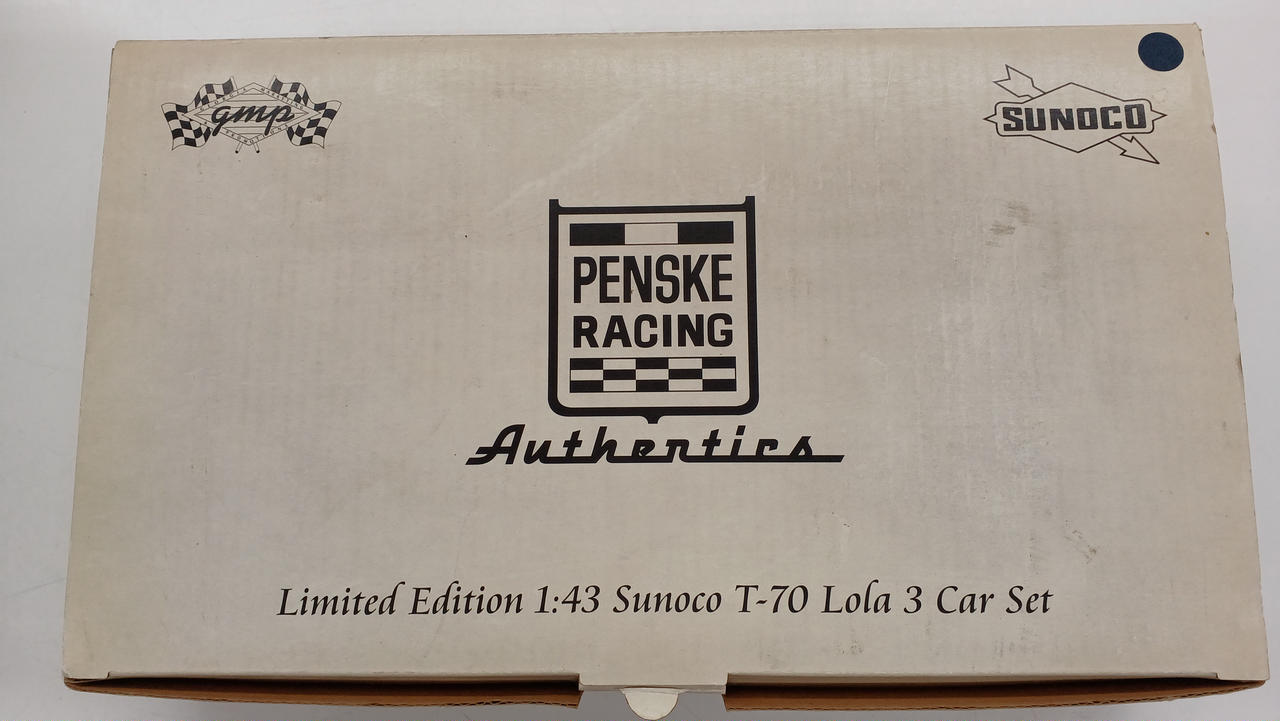 gmp
SUNOCO
PENSKE
RACING
Authentics
Limited Edition 1:43 Sunoco T-70 Lola 3 Car Set